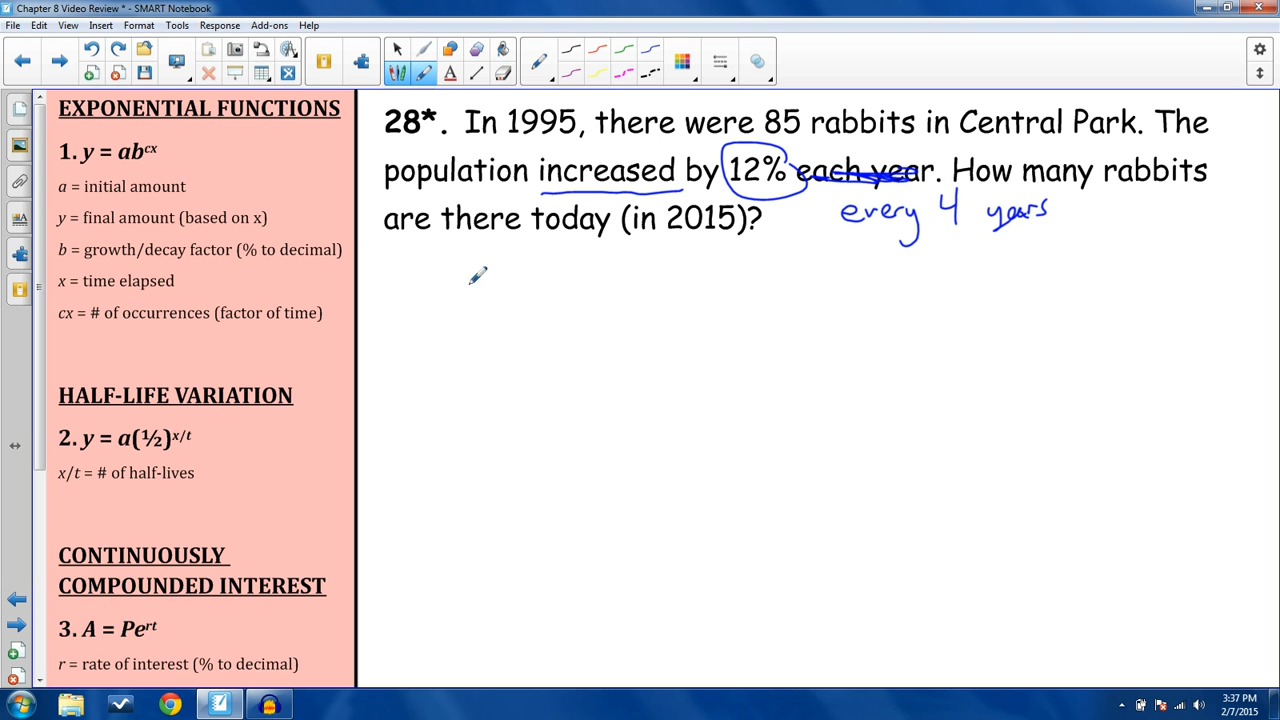 Chapter 8 Video Review * - SMART Notebook
File Edit View Insert Format Tools Response Add-ons Help
EXPONENTIAL FUNCTIONS
1. y = ab^cx
a = initial amount
y = final amount (based on x)
b = growth/decay factor (% to decimal)
x = time elapsed
cx = # of occurrences (factor of time)
HALF-LIFE VARIATION
2. y = a(½)^x/t
x/t = # of half-lives
CONTINUOUSLY
COMPOUNDED INTEREST
3. A = Pe^rt
r = rate of interest (% to decimal)
28*. In 1995, there were 85 rabbits in Central Park. The
population increased by 12% each year. How many rabbits
are there today (in 2015)?
every 4 years
3:37 PM
2/7/2015